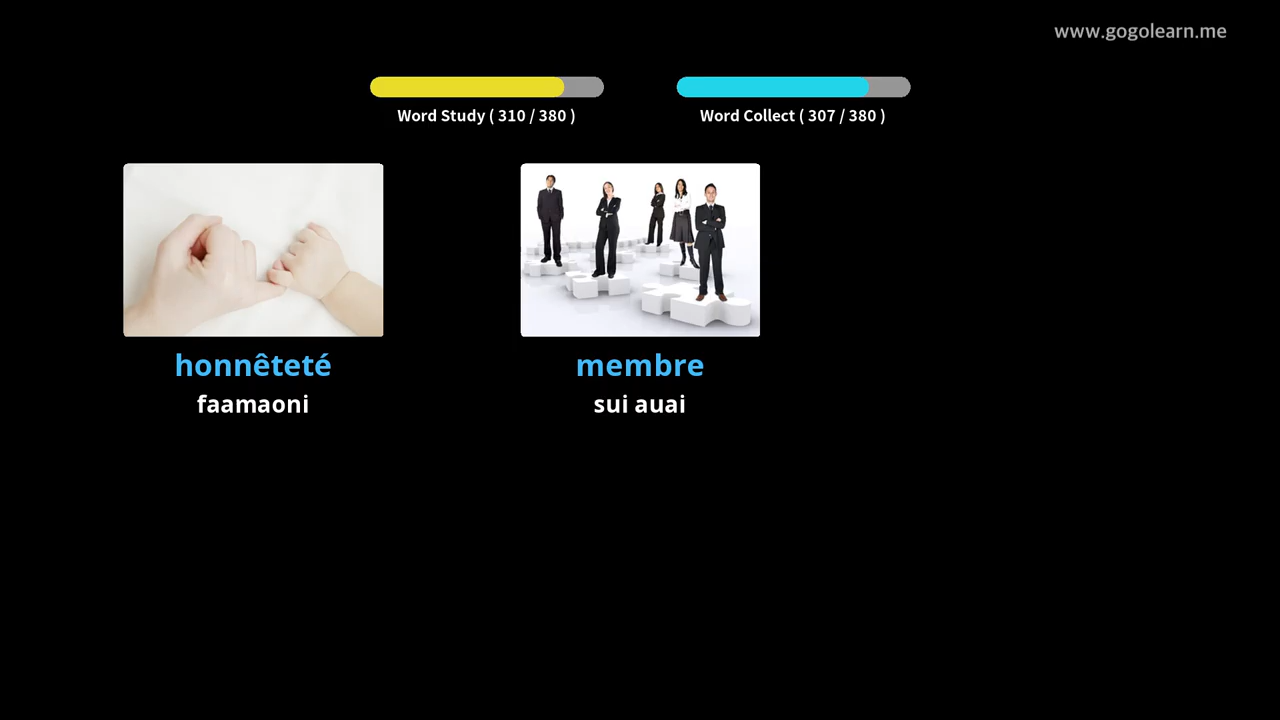 www.gogolearn.me
Word Study ( 310 / 380 )
Word Collect ( 307 / 380 )
honnêteté
faamaoni
membre
sui auai